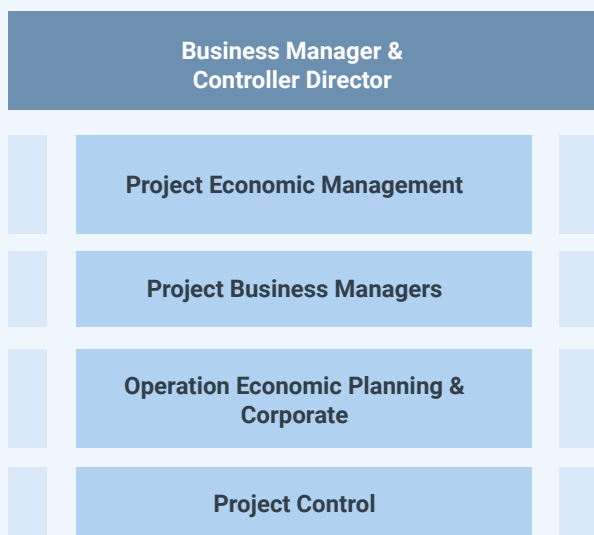 Business Manager &
Controller Director
Project Economic Management
Project Business Managers
Operation Economic Planning &
Corporate
Project Control